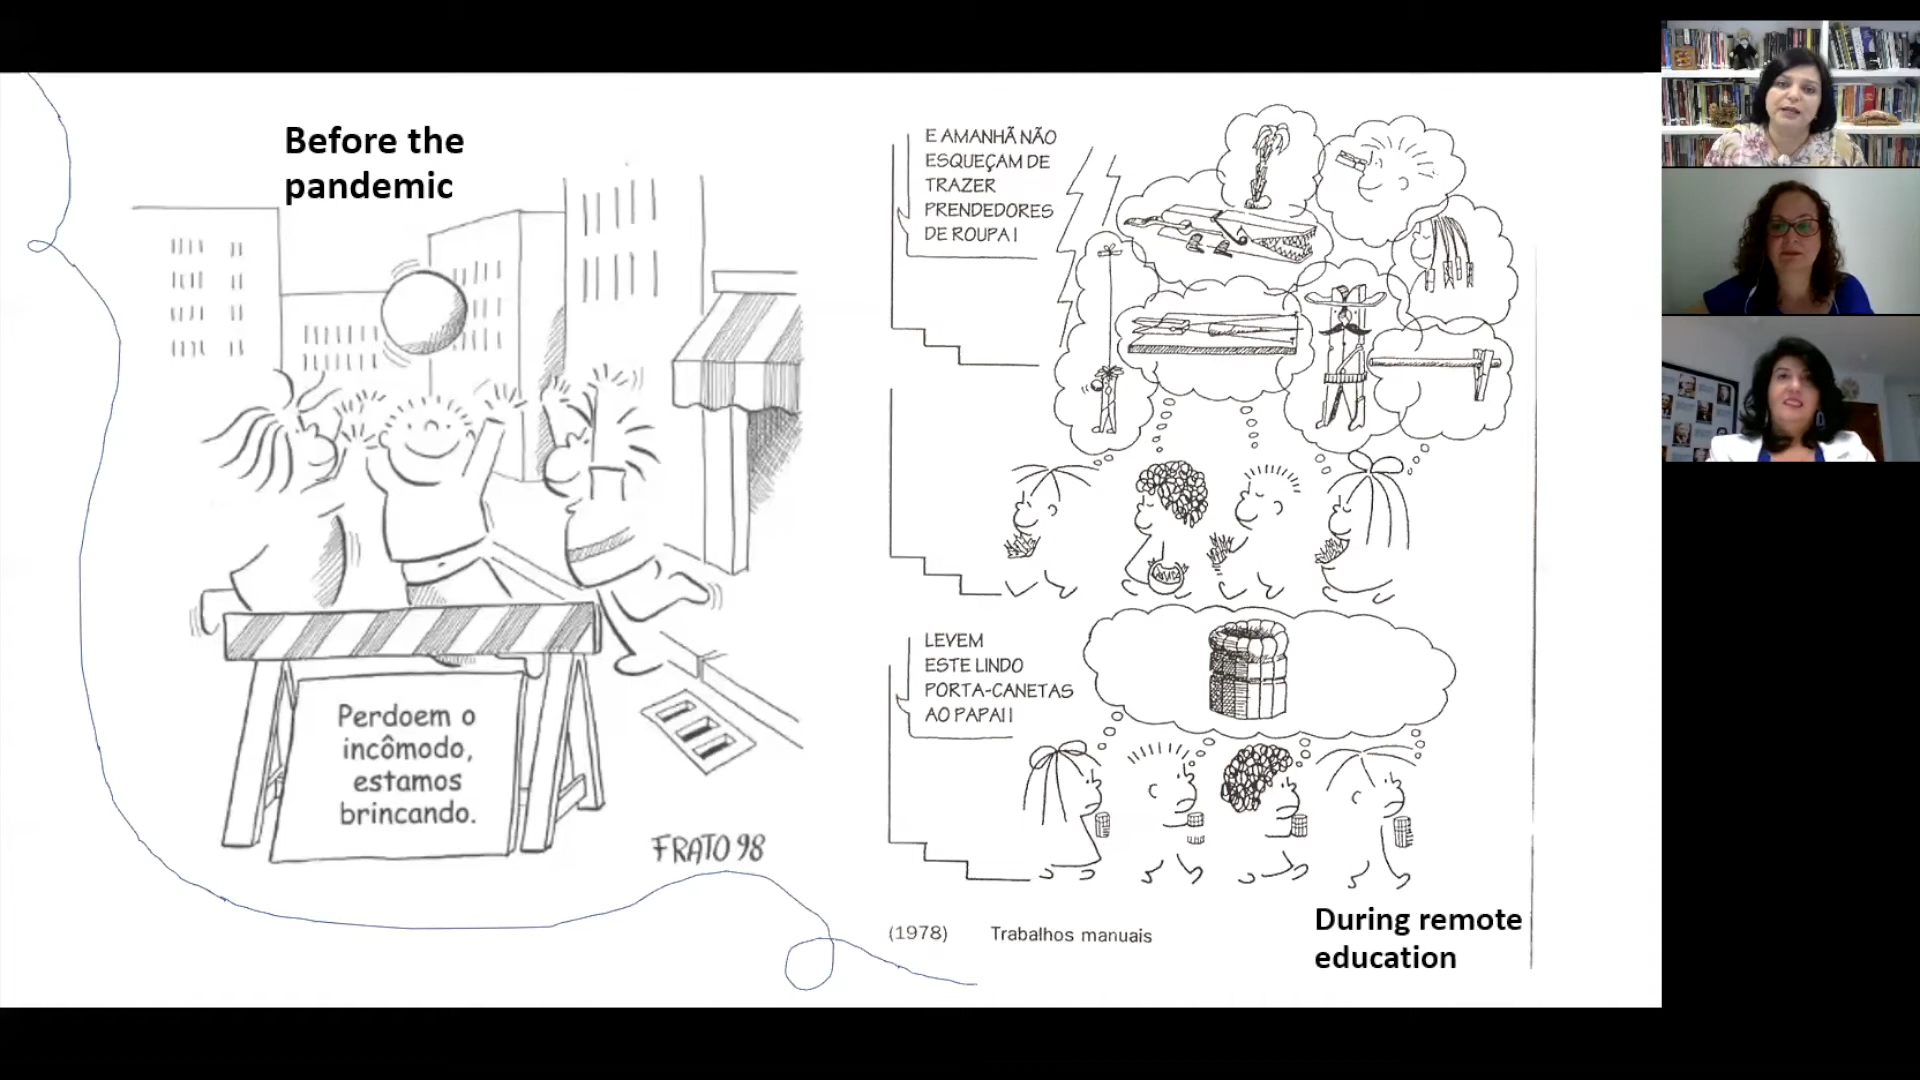 Before the
pandemic
Perdoem o
incômodo,
estamos
brincando.
FRATO 98
E AMANHÃ NÃO
ESQUEÇAM DE
TRAZER
PRENDEDORES
DE ROUPA!
LEVEM
ESTE LINDO
PORTA-CANETAS
AO PAPAI!
(1978) Trabalhos manuais
During remote
education